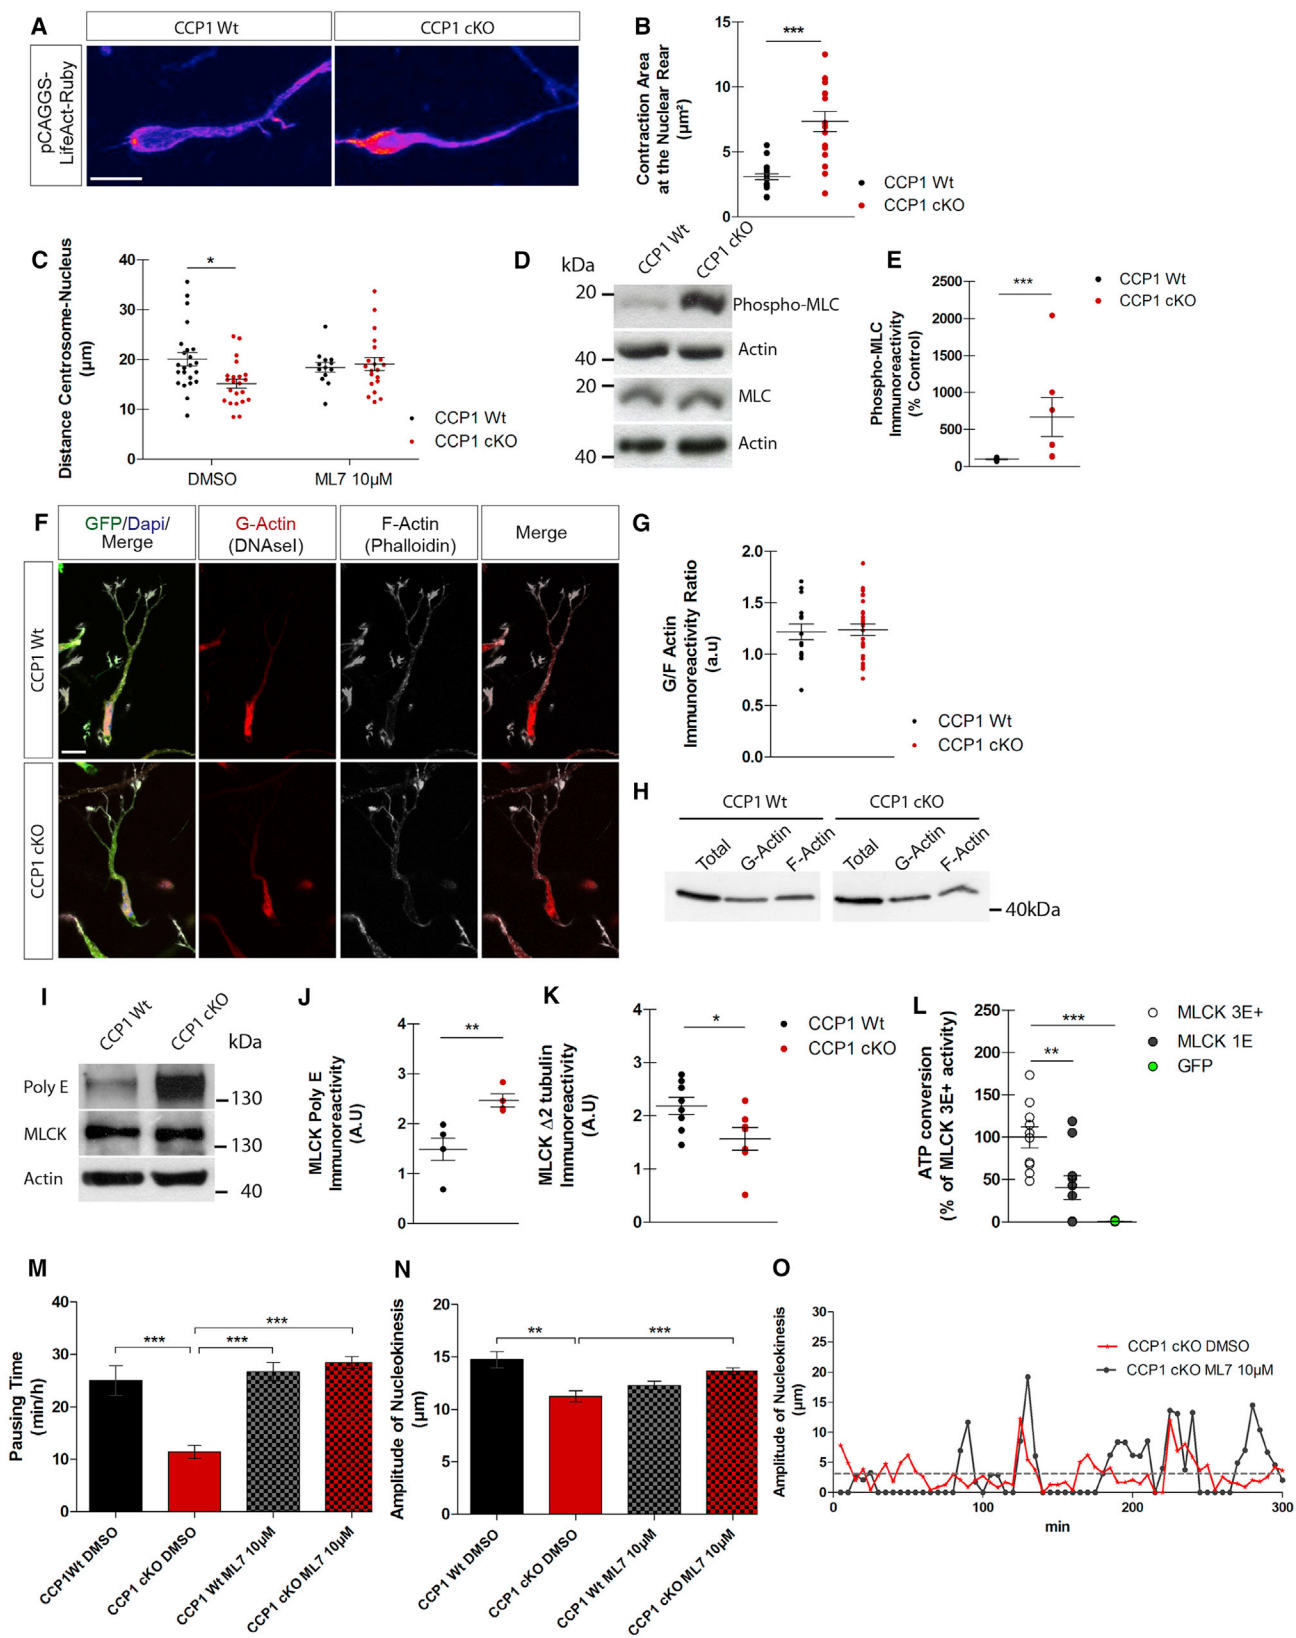 A
CCP1 Wt
CCP1 cKO
pCAGGS-
LifeAct-Ruby
B
Contraction Area
at the Nuclear Rear
(µm²)
15
10
5
0
***
CCP1 Wt
CCP1 cKO
C
Distance Centrosome-Nucleus
(µm)
40
30
20
10
0
*
DMSO
ML7 10µM
CCP1 Wt
CCP1 cKO
D
kDa
CCP1 Wt
CCP1 cKO
20
Phospho-MLC
40
Actin
20
MLC
40
Actin
E
Phospho-MLC
Immunoreactivity
(% Control)
2500
2000
1500
1000
500
0
***
CCP1 Wt
CCP1 cKO
F
GFP/Dapi/
Merge
G-Actin
(DNAseI)
F-Actin
(Phalloidin)
Merge
CCP1 Wt
CCP1 cKO
G
G/F Actin
Immunoreactivity Ratio
(a.u)
2.0
1.5
1.0
0.5
0.0
CCP1 Wt
CCP1 cKO
H
CCP1 Wt
CCP1 cKO
Total
G-Actin
F-Actin
Total
G-Actin
F-Actin
40kDa
I
CCP1 Wt
CCP1 cKO
kDa
Poly E
130
MLCK
130
Actin
40
J
MLCK Poly E
Immunoreactivity
(A.U)
4
3
2
1
0
**
K
MLCK Δ2 tubulin
Immunoreactivity
(A.U)
4
3
2
1
0
*
CCP1 Wt
CCP1 cKO
L
ATP conversion
(% of MLCK 3E+ activity)
250
200
150
100
50
0
***
**
MLCK 3E+
MLCK 1E
GFP
M
Pausing Time
(min/h)
40
30
20
10
0
***
***
***
CCP1Wt DMSO
CCP1 cKO DMSO
CCP1 Wt ML7 10µM
CCP1 cKO ML7 10µM
N
Amplitude of Nucleokinesis
(µm)
20
15
10
5
0
**
***
CCP1 Wt DMSO
CCP1 cKO DMSO
CCP1 Wt ML7 10µM
CCP1 cKO ML7 10µM
O
Amplitude of Nucleokinesis
(µm)
30
25
20
15
10
5
0
CCP1 cKO DMSO
CCP1 cKO ML7 10µM
0
100
200
300
min